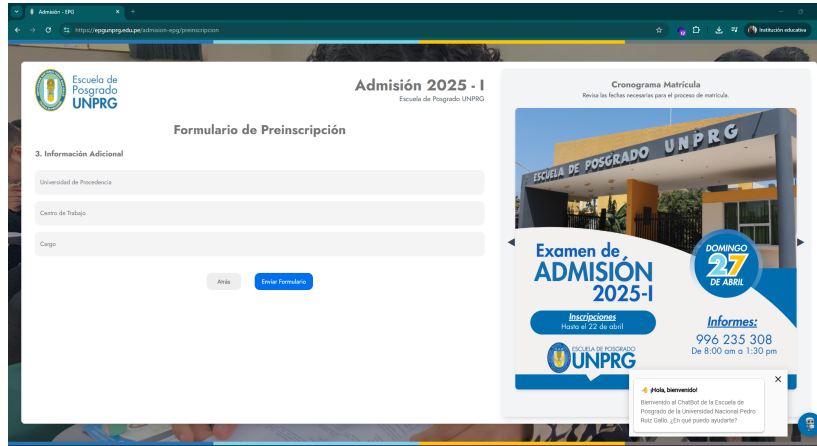 Admisión - EPG
https://epgunprg.edu.pe/admision-epg/preinscripcion
12
Institución educativa
Escuela de
Posgrado
UNPRG
Admisión 2025 - I
Escuela de Posgrado UNPRG
Formulario de Preinscripción
3. Información Adicional
Universidad de Procedencia
Centro de Trabajo
Cargo
Atrás
Enviar Formulario
Cronograma Matrícula
Revisa las fechas necesarias para el proceso de matrícula.
ESCUELA DE POSGRADO UNPRG
Examen de
ADMISIÓN
2025-I
DOMINGO
27
DE ABRIL
Inscripciones
Hasta el 22 de abril
Informes:
996 235 308
De 8:00 am a 1:30 pm
ESCUELA DE POSGRADO
UNPRG
¡Hola, bienvenido!
Bienvenido al ChatBot de la Escuela de
Posgrado de la Universidad Nacional Pedro
Ruiz Gallo. ¿En qué puedo ayudarte?